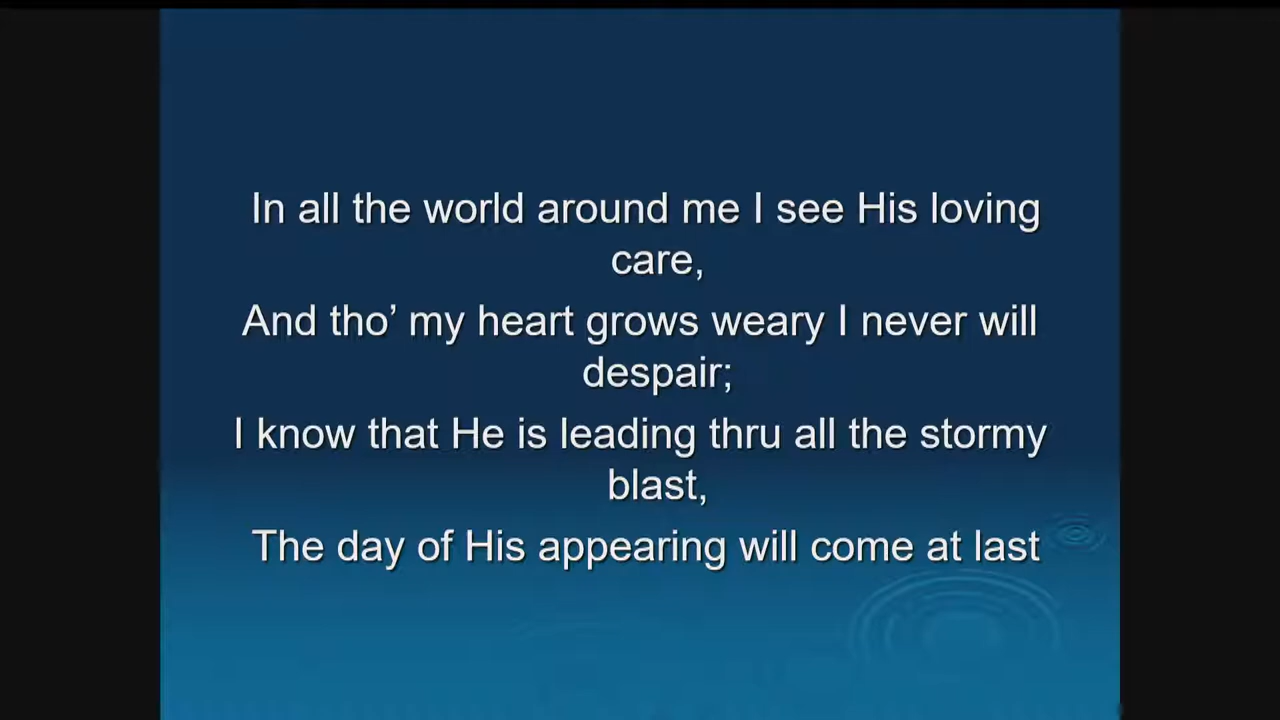 In all the world around me I see His loving
care,
And tho’ my heart grows weary I never will
despair;
I know that He is leading thru all the stormy
blast,
The day of His appearing will come at last